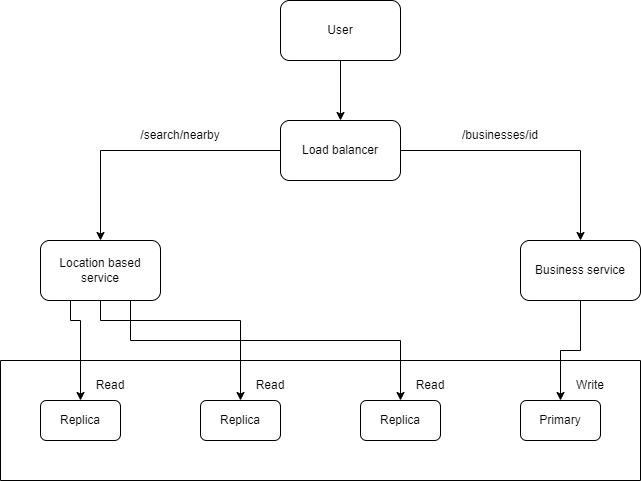 User
Load balancer
/search/nearby
/businesses/id
Location based
service
Business service
Read
Read
Read
Write
Replica
Replica
Replica
Primary